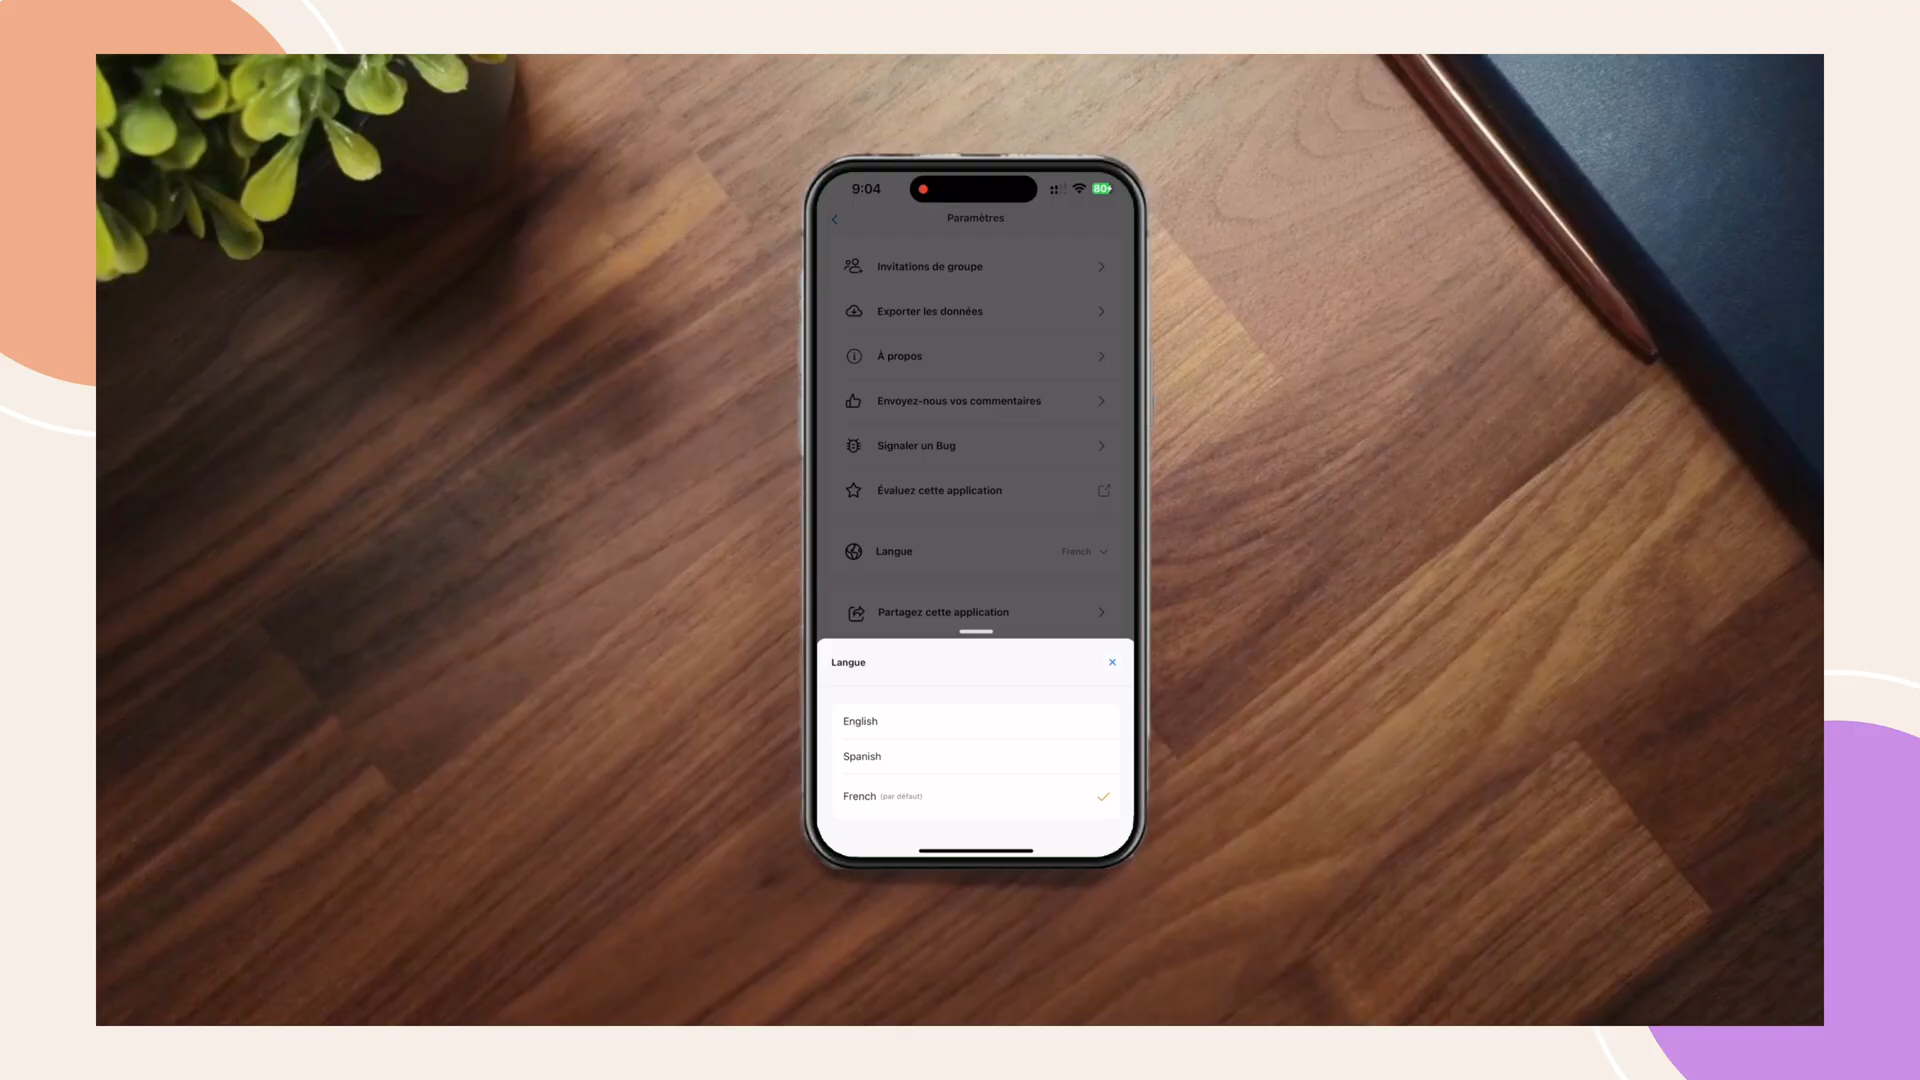 9:04
80
Paramètres
Invitations de groupe
Exporter les données
À propos
Envoyez-nous vos commentaires
Signaler un Bug
Évaluez cette application
Langue French
Partagez cette application
Langue
English
Spanish
French (par défaut)